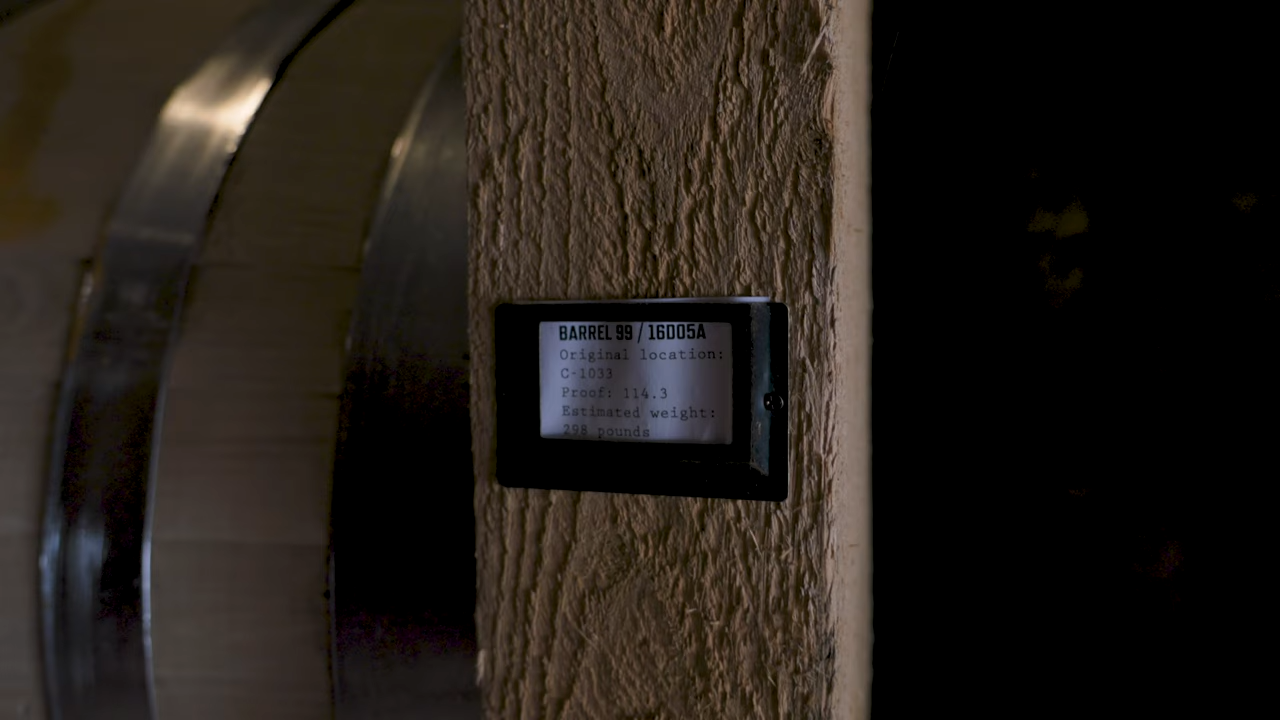 BARREL 99 / 16D05A
Original location:
C-1033
Proof: 114.3
Estimated weight:
298 pounds